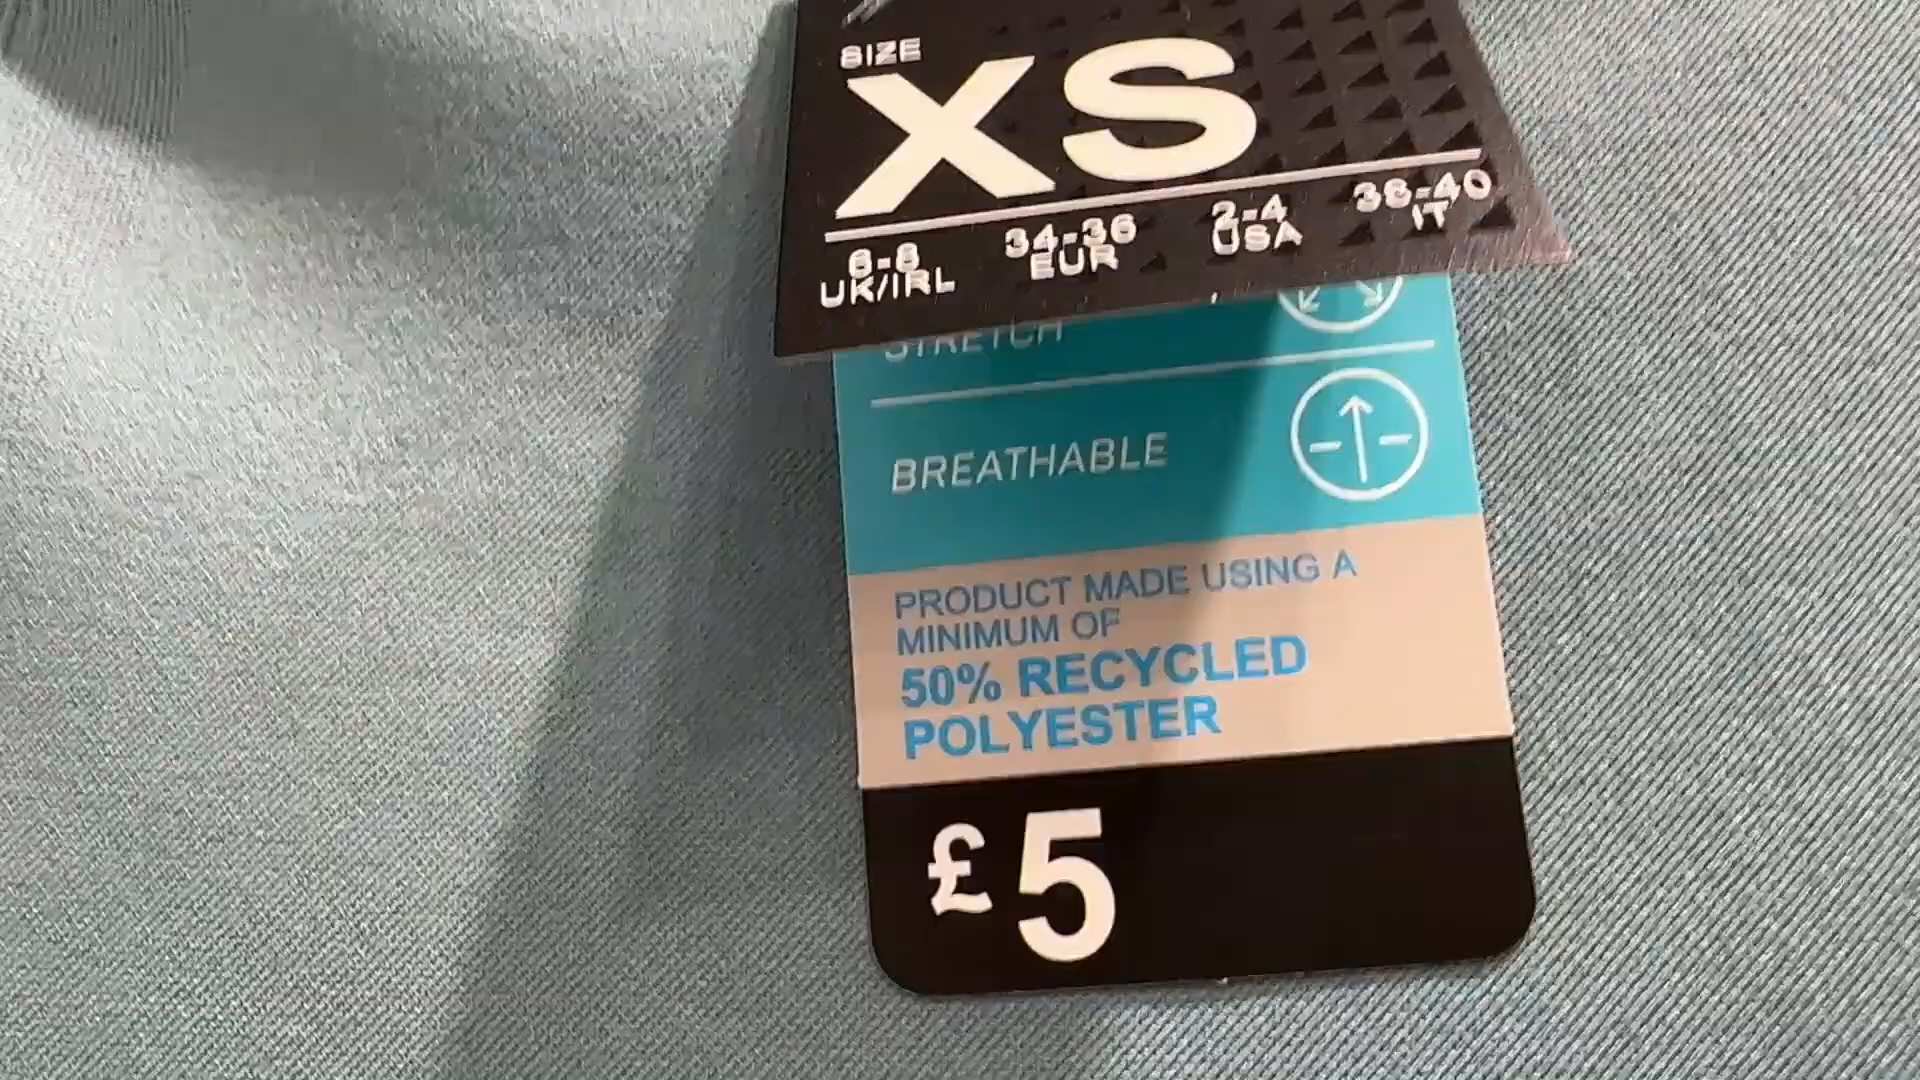 SIZE
XS
6-8 34-36 2-4 38-40
UK/IRL EUR USA IT
STRETCH
BREATHABLE
PRODUCT MADE USING A
MINIMUM OF
50% RECYCLED
POLYESTER
£5